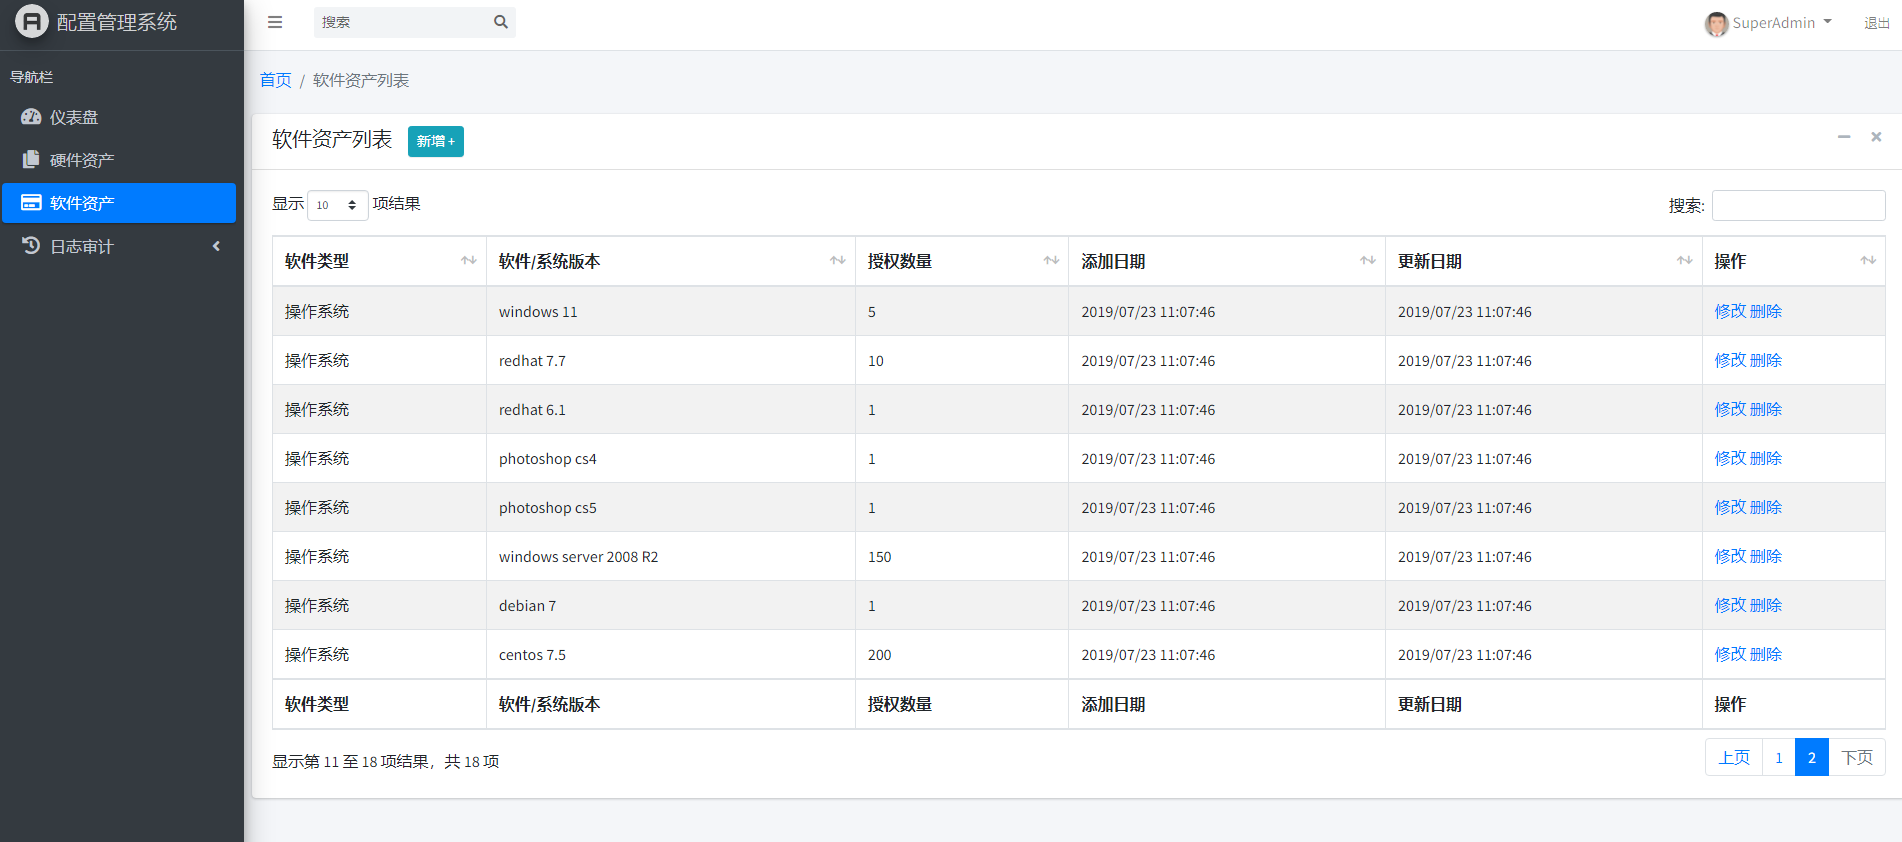 配置管理系统
搜索
SuperAdmin
退出
导航栏
仪表盘
硬件资产
软件资产
日志审计
首页 / 软件资产列表
软件资产列表 新增 +
显示 10 项结果
搜索:
软件类型 软件/系统版本 授权数量 添加日期 更新日期 操作
操作系统 windows 11 5 2019/07/23 11:07:46 2019/07/23 11:07:46 修改 删除
操作系统 redhat 7.7 10 2019/07/23 11:07:46 2019/07/23 11:07:46 修改 删除
操作系统 redhat 6.1 1 2019/07/23 11:07:46 2019/07/23 11:07:46 修改 删除
操作系统 photoshop cs4 1 2019/07/23 11:07:46 2019/07/23 11:07:46 修改 删除
操作系统 photoshop cs5 1 2019/07/23 11:07:46 2019/07/23 11:07:46 修改 删除
操作系统 windows server 2008 R2 150 2019/07/23 11:07:46 2019/07/23 11:07:46 修改 删除
操作系统 debian 7 1 2019/07/23 11:07:46 2019/07/23 11:07:46 修改 删除
操作系统 centos 7.5 200 2019/07/23 11:07:46 2019/07/23 11:07:46 修改 删除
软件类型 软件/系统版本 授权数量 添加日期 更新日期 操作
显示第 11 至 18 项结果，共 18 项
上页 1 2 下页